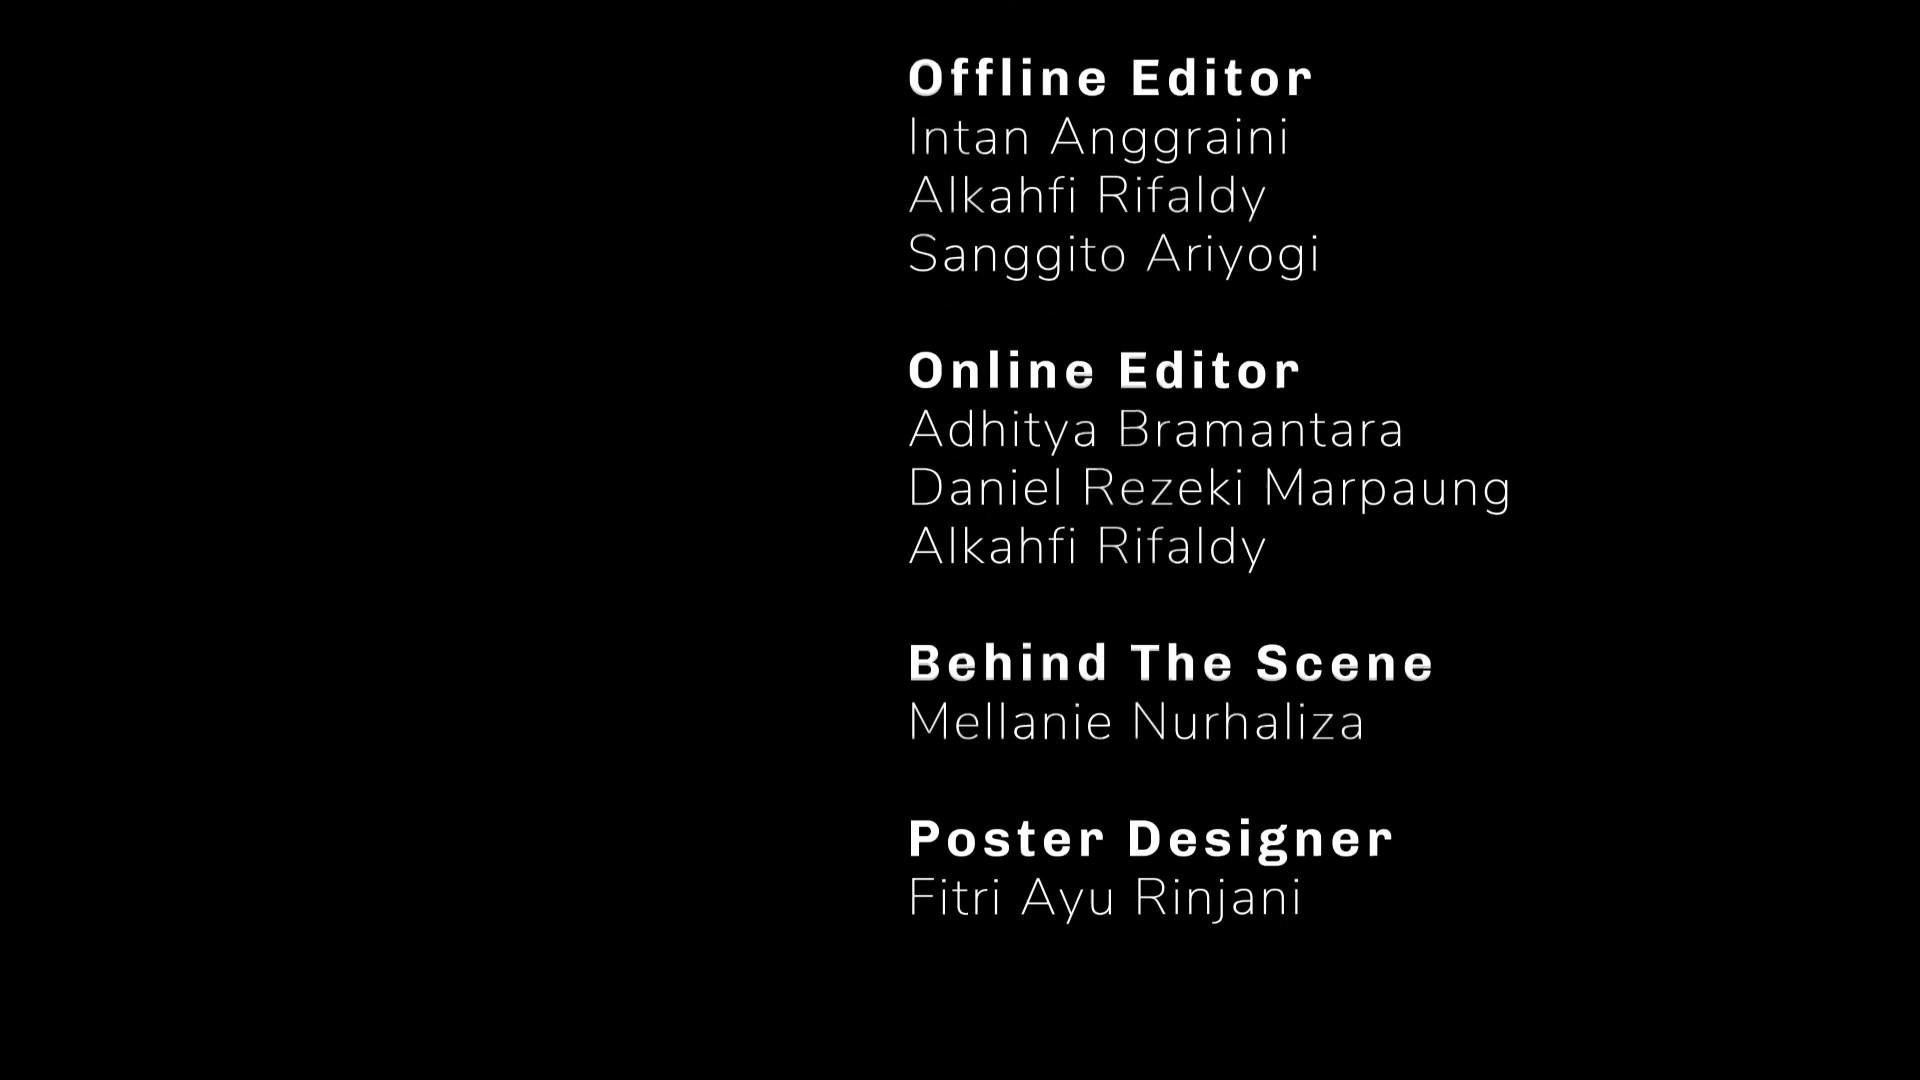 Offline Editor
Intan Anggraini
Alkahfi Rifaldy
Sanggito Ariyogi
Online Editor
Adhitya Bramantara
Daniel Rezeki Marpaung
Alkahfi Rifaldy
Behind The Scene
Mellanie Nurhaliza
Poster Designer
Fitri Ayu Rinjani